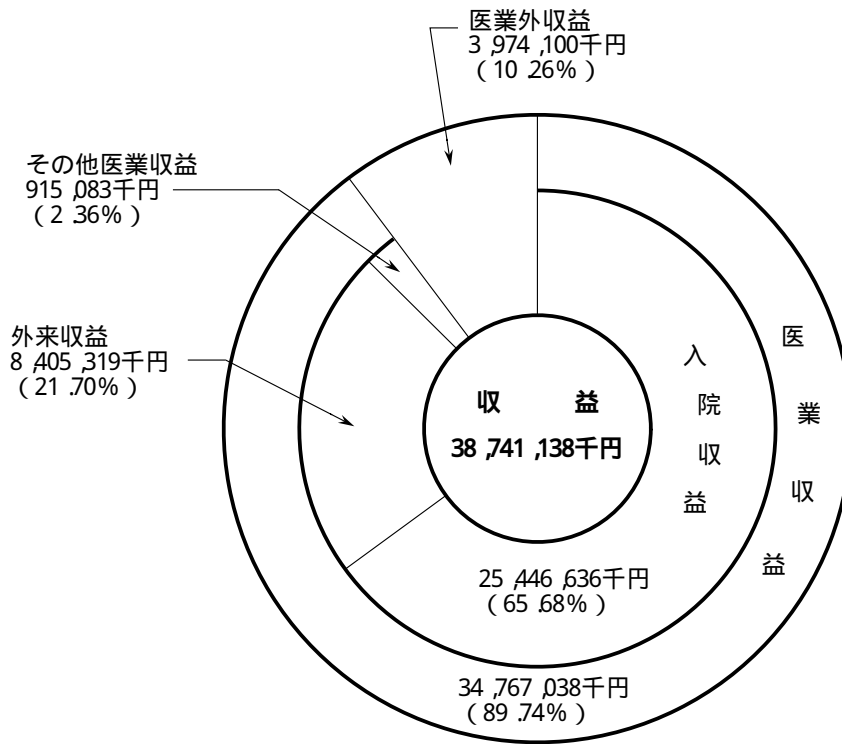 医業外収益
3,974,100千円
(10.26%)
その他医業収益
915,083千円
(2.36%)
外来収益
8,405,319千円
(21.70%)
収 益
38,741,138千円
入院収益
25,446,636千円
(65.68%)
医業収益
34,767,038千円
(89.74%)